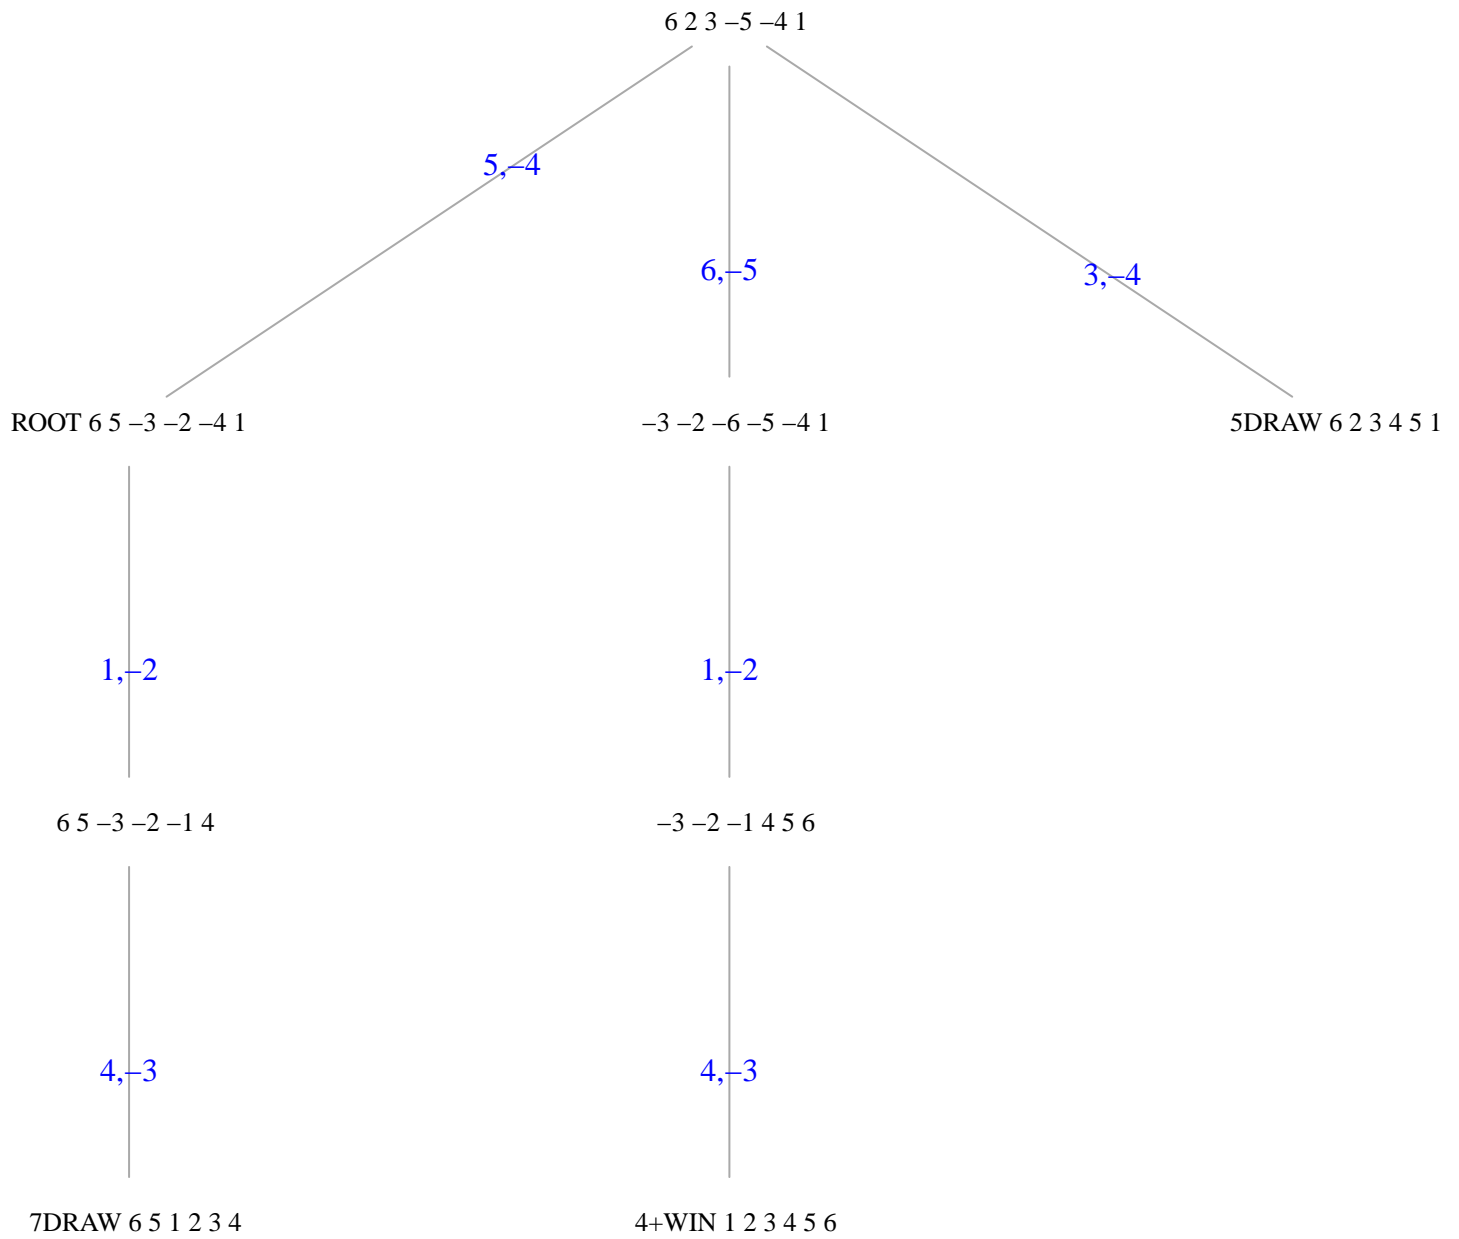 6 2 3 –5 –4 1
5,–4
6,–5
3,–4
ROOT 6 5 –3 –2 –4 1
–3 –2 –6 –5 –4 1
5DRAW 6 2 3 4 5 1
1,–2
1,–2
6 5 –3 –2 –1 4
–3 –2 –1 4 5 6
4,–3
4,–3
7DRAW 6 5 1 2 3 4
4+WIN 1 2 3 4 5 6